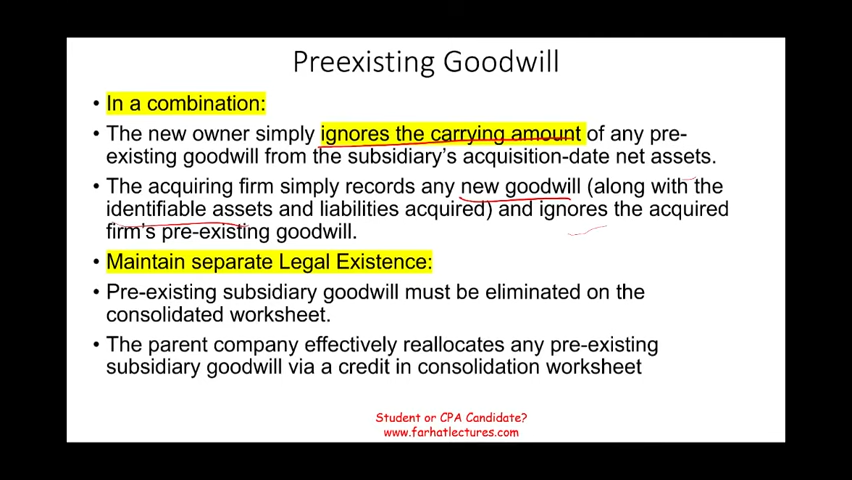 Preexisting Goodwill
• In a combination:
• The new owner simply ignores the carrying amount of any pre-
existing goodwill from the subsidiary's acquisition-date net assets.
• The acquiring firm simply records any new goodwill (along with the
identifiable assets and liabilities acquired) and ignores the acquired
firm's pre-existing goodwill.
• Maintain separate Legal Existence:
• Pre-existing subsidiary goodwill must be eliminated on the
consolidated worksheet.
• The parent company effectively reallocates any pre-existing
subsidiary goodwill via a credit in consolidation worksheet
Student or CPA Candidate?
www.farhatlectures.com